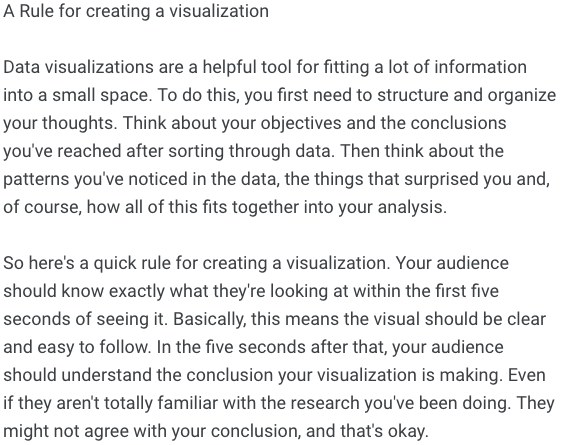 A Rule for creating a visualization
Data visualizations are a helpful tool for fitting a lot of information
into a small space. To do this, you first need to structure and organize
your thoughts. Think about your objectives and the conclusions
you've reached after sorting through data. Then think about the
patterns you've noticed in the data, the things that surprised you and,
of course, how all of this fits together into your analysis.
So here's a quick rule for creating a visualization. Your audience
should know exactly what they're looking at within the first five
seconds of seeing it. Basically, this means the visual should be clear
and easy to follow. In the five seconds after that, your audience
should understand the conclusion your visualization is making. Even
if they aren't totally familiar with the research you've been doing. They
might not agree with your conclusion, and that's okay.